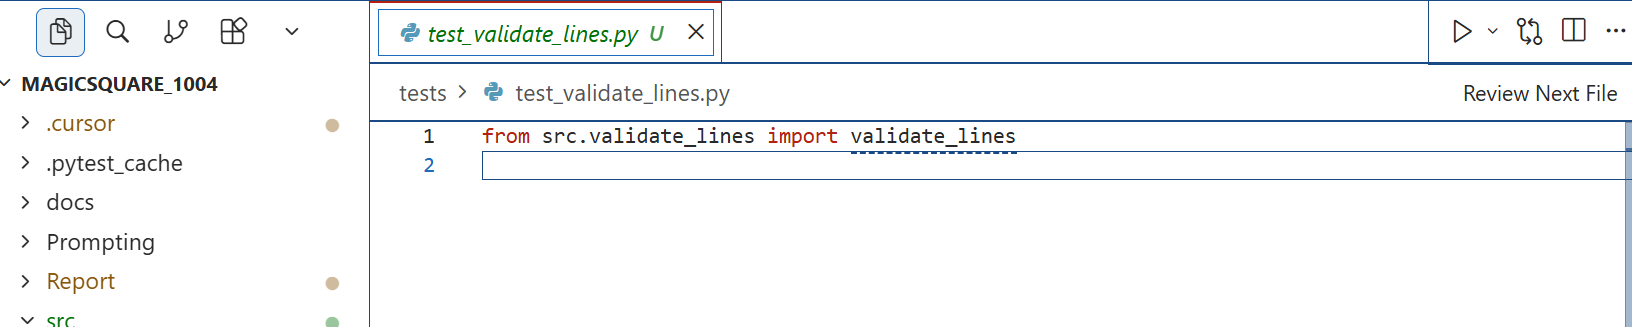 test_validate_lines.py U
MAGICSQUARE_1004
.cursor
.pytest_cache
docs
Prompting
Report
src
tests > test_validate_lines.py
Review Next File
1 from src.validate_lines import validate_lines
2